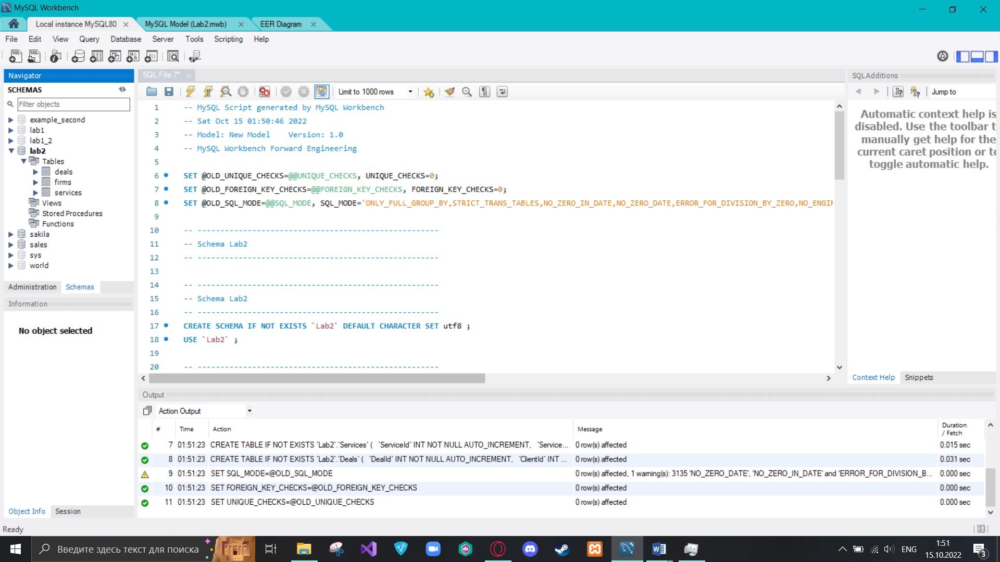 MySQL Workbench
Local instance MySQL80
MySQL Model (Lab2.mwb)
EER Diagram
File Edit View Query Database Server Tools Scripting Help
Navigator
SCHEMAS
Filter objects
example_second
lab1
lab1_2
lab2
Tables
deals
firms
services
Views
Stored Procedures
Functions
sakila
sales
sys
world
Administration Schemas
Information
No object selected
Object Info Session
SQL File 7*
Limit to 1000 rows
1 -- MySQL Script generated by MySQL Workbench
2 -- Sat Oct 15 01:50:46 2022
3 -- Model: New Model    Version: 1.0
4 -- MySQL Workbench Forward Engineering
5
6 SET @OLD_UNIQUE_CHECKS=@@UNIQUE_CHECKS, UNIQUE_CHECKS=0;
7 SET @OLD_FOREIGN_KEY_CHECKS=@@FOREIGN_KEY_CHECKS, FOREIGN_KEY_CHECKS=0;
8 SET @OLD_SQL_MODE=@@SQL_MODE, SQL_MODE='ONLY_FULL_GROUP_BY,STRICT_TRANS_TABLES,NO_ZERO_IN_DATE,NO_ZERO_DATE,ERROR_FOR_DIVISION_BY_ZERO,NO_ENGIN
9
10 -- -----------------------------------------------------
11 -- Schema Lab2
12 -- -----------------------------------------------------
13
14 -- -----------------------------------------------------
15 -- Schema Lab2
16 -- -----------------------------------------------------
17 CREATE SCHEMA IF NOT EXISTS `Lab2` DEFAULT CHARACTER SET utf8 ;
18 USE `Lab2` ;
19
20 -- -----------------------------------------------------
SQLAdditions
Jump to
Automatic context help is
disabled. Use the toolbar t
manually get help for the
current caret position or to
toggle automatic help.
Context Help Snippets
Output
Action Output
# Time Action Message Duration / Fetch
7 01:51:23 CREATE TABLE IF NOT EXISTS `Lab2`.`Services` (   `ServiceId` INT NOT NULL AUTO_INCREMENT,   `Service... 0 row(s) affected 0.015 sec
8 01:51:23 CREATE TABLE IF NOT EXISTS `Lab2`.`Deals` (   `DealId` INT NOT NULL AUTO_INCREMENT,   `ClientId` INT ... 0 row(s) affected 0.031 sec
9 01:51:23 SET SQL_MODE=@OLD_SQL_MODE 0 row(s) affected, 1 warning(s): 3135 'NO_ZERO_DATE', 'NO_ZERO_IN_DATE' and 'ERROR_FOR_DIVISION_B... 0.000 sec
10 01:51:23 SET FOREIGN_KEY_CHECKS=@OLD_FOREIGN_KEY_CHECKS 0 row(s) affected 0.000 sec
11 01:51:23 SET UNIQUE_CHECKS=@OLD_UNIQUE_CHECKS 0 row(s) affected 0.000 sec
Ready
Введите здесь текст для поиска
ENG
1:51
15.10.2022
3